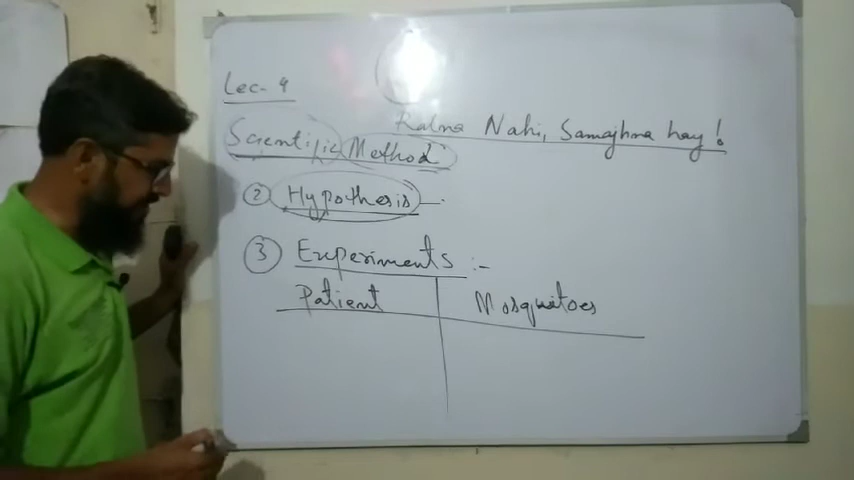 Lec-4
Ratna Nahi, Samajhna hay!
Scientific Method
② Hypothesis -.
③ Experiments :-
Patient Mosquitoes